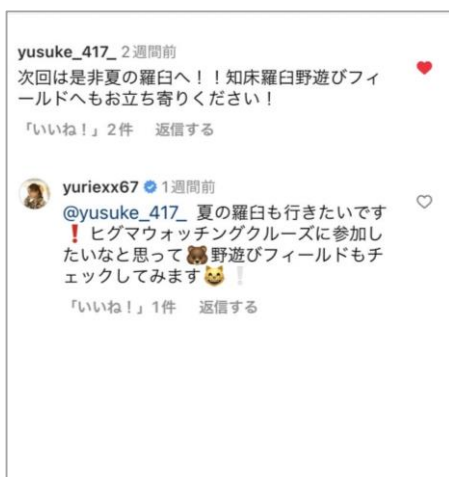 yusuke_417_ 2週間前
次回は是非夏の羅臼へ！！知床羅臼野遊びフィ
ールドへもお立ち寄りください！
「いいね！」2件 返信する
yuriexx67 1週間前
@yusuke_417_ 夏の羅臼も行きたいです
❗ヒグマウォッチングクルーズに参加し
たいなと思って🐻野遊びフィールドもチ
ェックしてみます😺❕
「いいね！」1件 返信する